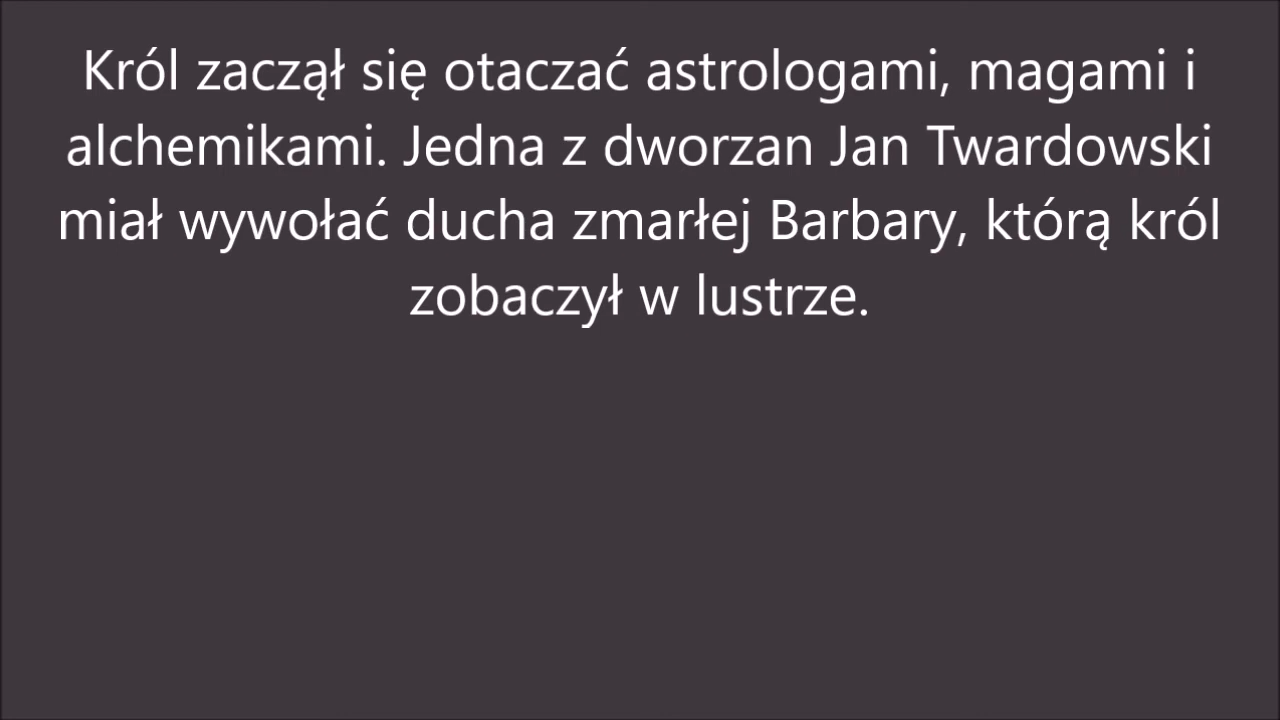 Król zaczął się otaczać astrologami, magami i
alchemikami. Jedna z dworzan Jan Twardowski
miał wywołać ducha zmarłej Barbary, którą król
zobaczył w lustrze.